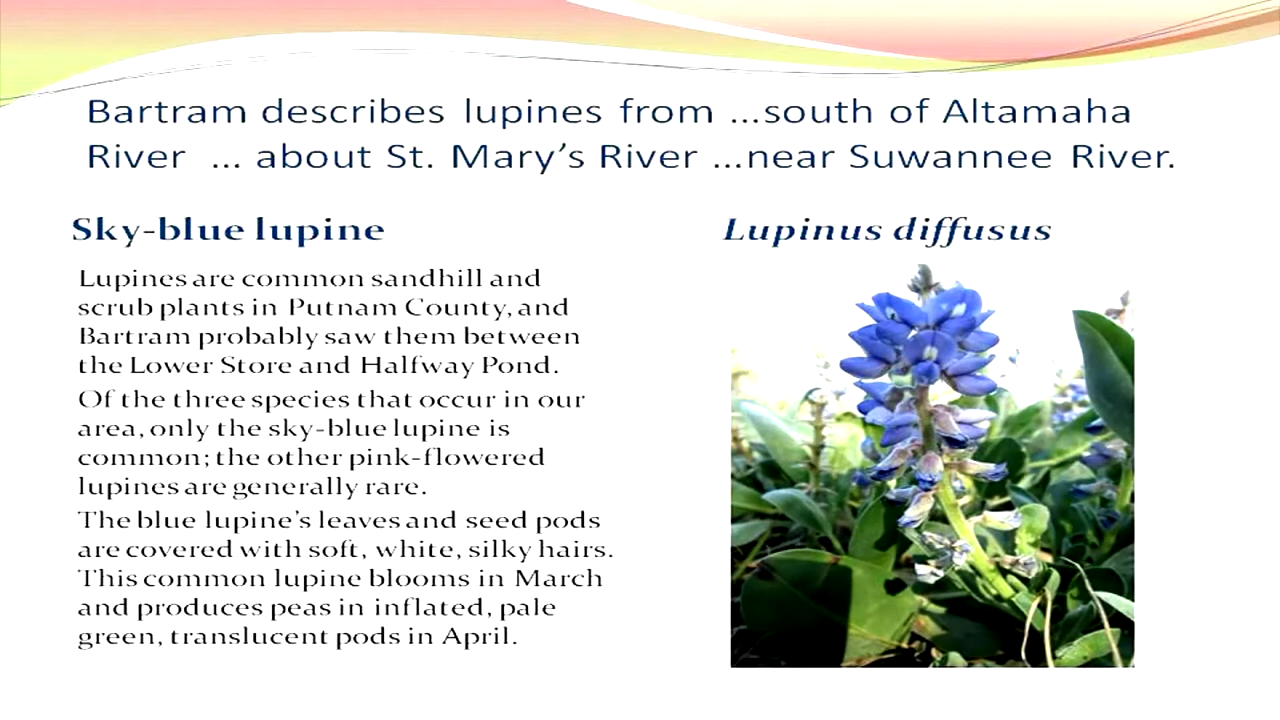 Bartram describes lupines from ...south of Altamaha
River ... about St. Mary's River ...near Suwannee River.
Sky-blue lupine
Lupines are common sandhill and
scrub plants in Putnam County, and
Bartram probably saw them between
the Lower Store and Halfway Pond.
Of the three species that occur in our
area, only the sky-blue lupine is
common; the other pink-flowered
lupines are generally rare.
The blue lupine's leaves and seed pods
are covered with soft, white, silky hairs.
This common lupine blooms in March
and produces peas in inflated, pale
green, translucent pods in April.
Lupinus diffusus